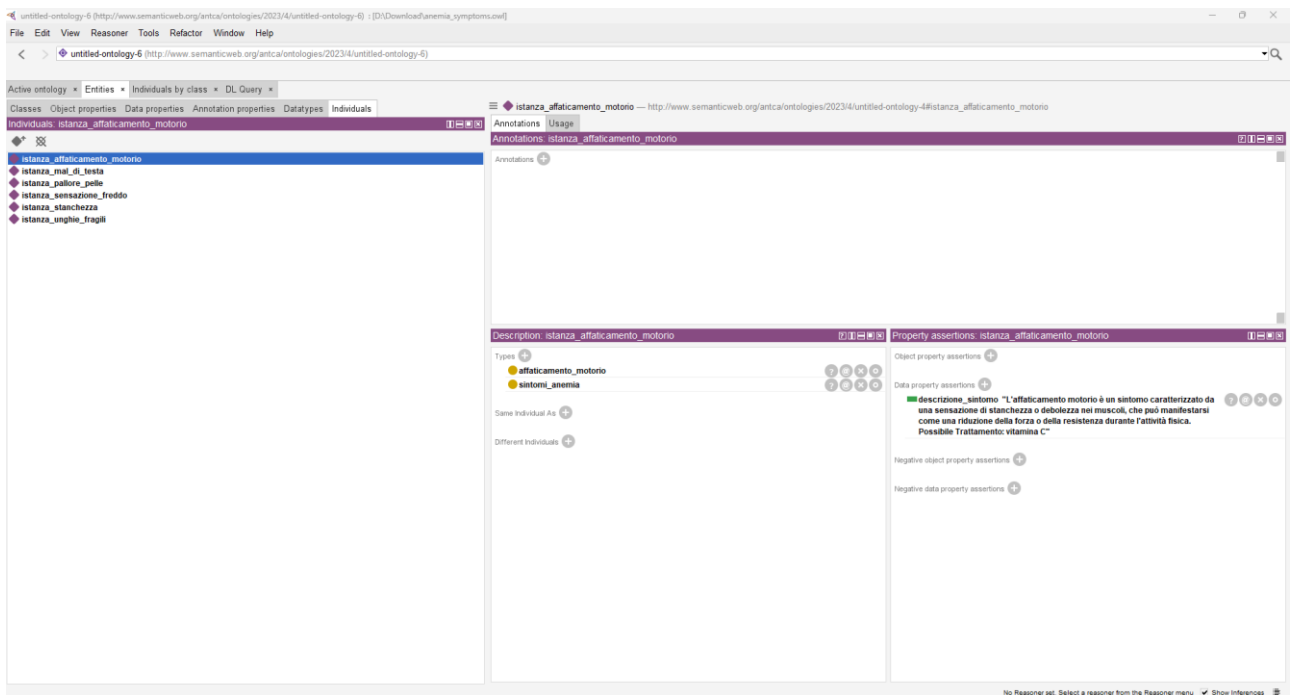 untitled-ontology-6 (http://www.semanticweb.org/antca/ontologies/2023/4/untitled-ontology-6) : [D:\Download\anemia_symptoms.owl]
File Edit View Reasoner Tools Refactor Window Help
untitled-ontology-6 (http://www.semanticweb.org/antca/ontologies/2023/4/untitled-ontology-6)
Active ontology × Entities × Individuals by class × DL Query ×
Classes Object properties Data properties Annotation properties Datatypes Individuals
Individuals: istanza_affaticamento_motorio
istanza_affaticamento_motorio
istanza_mal_di_testa
istanza_pallore_pelle
istanza_sensazione_freddo
istanza_stanchezza
istanza_unghie_fragili
istanza_affaticamento_motorio — http://www.semanticweb.org/antca/ontologies/2023/4/untitled-ontology-4#istanza_affaticamento_motorio
Annotations Usage
Annotations: istanza_affaticamento_motorio
Annotations
Description: istanza_affaticamento_motorio
Types
affaticamento_motorio
sintomi_anemia
Same Individual As
Different Individuals
Property assertions: istanza_affaticamento_motorio
Object property assertions
Data property assertions
descrizione_sintomo "L'affaticamento motorio è un sintomo caratterizzato da
una sensazione di stanchezza o debolezza nei muscoli, che puó manifestarsi
come una riduzione della forza o della resistenza durante l'attività fisica.
Possibile Trattamento: vitamina C"
Negative object property assertions
Negative data property assertions
No Reasoner set. Select a reasoner from the Reasoner menu Show Inferences